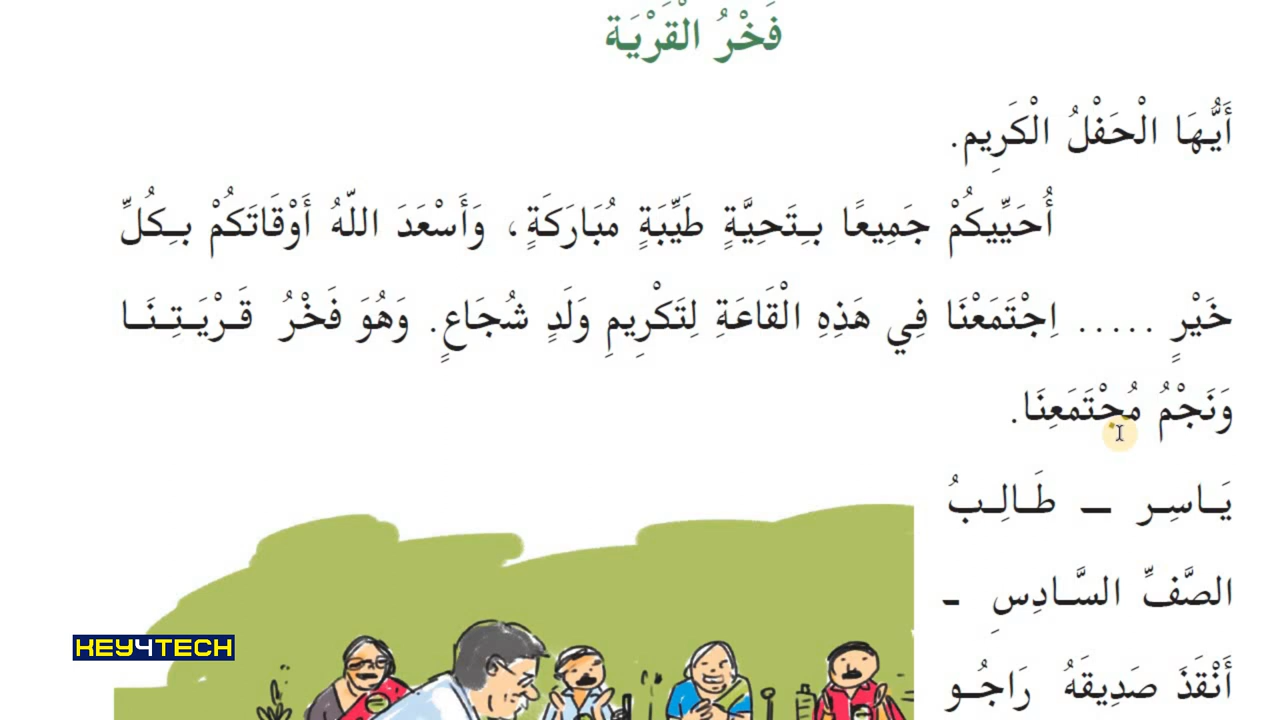 فَخْرُ الْقَرْيَة
أَيُّهَا الْحَفْلُ الْكَرِيم.
أُحَيِّيكُمْ جَمِيعًا بِتَحِيَّةٍ طَيِّبَةٍ مُبَارَكَةٍ، وَأَسْعَدَ اللّهُ أَوْقَاتَكُمْ بِكُلِّ
خَيْرٍ ..... اِجْتَمَعْنَا فِي هَذِهِ الْقَاعَةِ لِتَكْرِيمِ وَلَدٍ شُجَاعٍ. وَهُوَ فَخْرُ قَرْيَتِنَا
وَنَجْمُ مُجْتَمَعِنَا.
يَاسِر – طَالِبُ
الصَّفِّ السَّادِسِ -
أَنْقَذَ صَدِيقَهُ رَاجُو
KEY4TECH